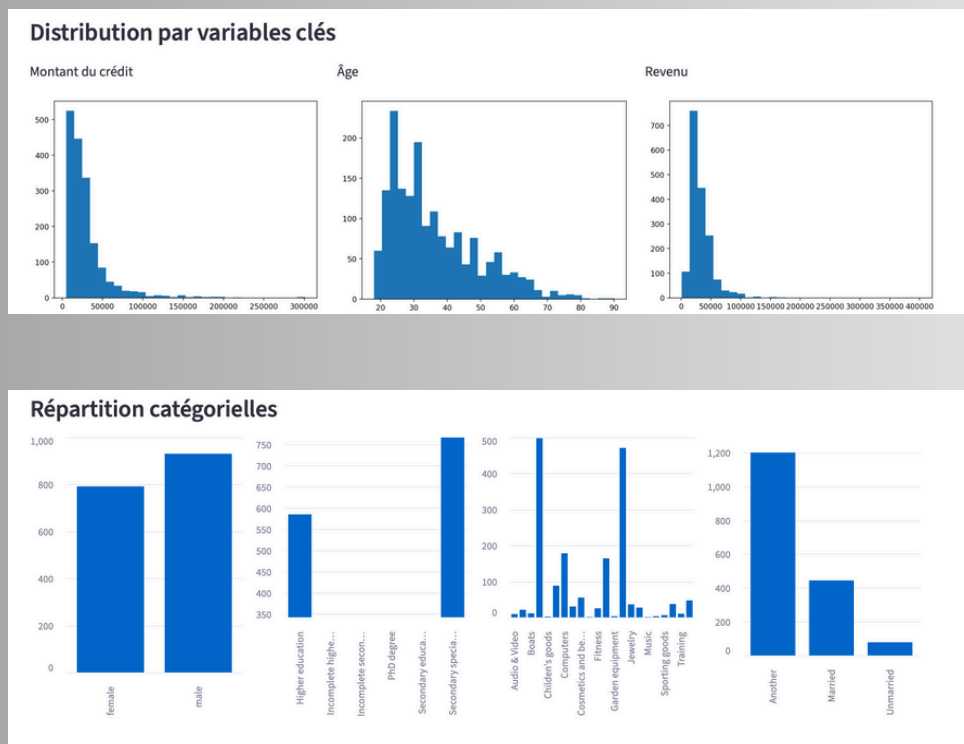 Distribution par variables clés
Montant du crédit
Âge
Revenu
500
400
300
200
100
0
0 50000 100000 150000 200000 250000 300000
200
150
100
50
0
20 30 40 50 60 70 80 90
700
600
500
400
300
200
100
0
0 50000 100000 150000 200000 250000 300000 350000 400000
Répartition catégorielles
1,000
800
600
400
200
0
female
male
750
700
650
600
550
500
450
400
350
Higher education
Incomplete highe...
Incomplete secon...
PhD degree
Secondary educa...
Secondary specia...
500
400
300
200
100
0
Audio & Video
Boats
Childen's goods
Computers
Cosmetics and be...
Fitness
Garden equipment
Jewelry
Music
Sporting goods
Training
1,200
1,000
800
600
400
200
0
Another
Married
Unmarried